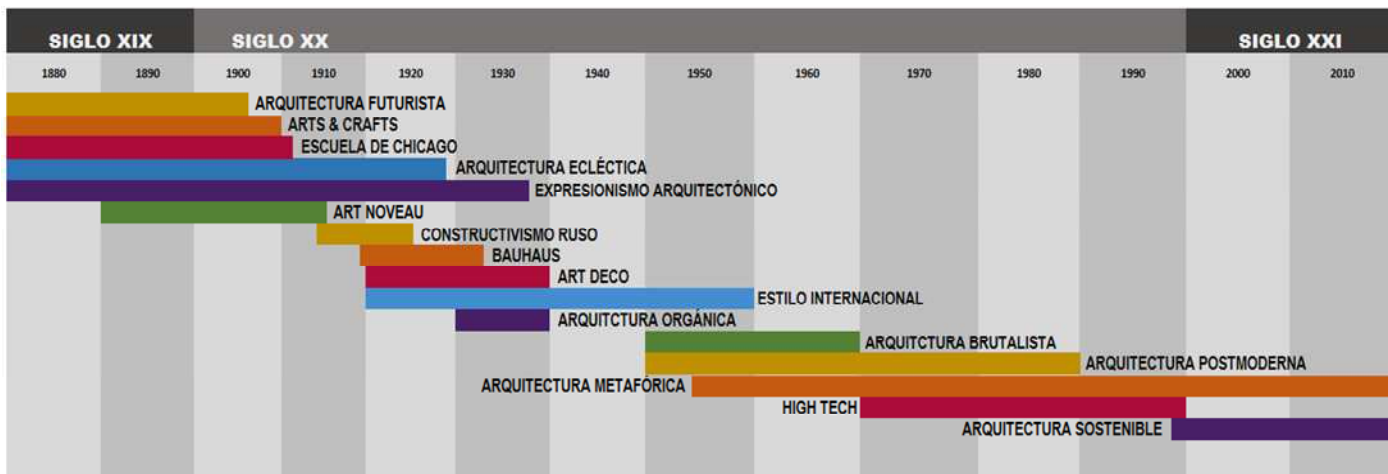 SIGLO XIX SIGLO XX SIGLO XXI
1880 1890 1900 1910 1920 1930 1940 1950 1960 1970 1980 1990 2000 2010
ARQUITECTURA FUTURISTA
ARTS & CRAFTS
ESCUELA DE CHICAGO
ARQUITECTURA ECLÉCTICA
EXPRESIONISMO ARQUITECTÓNICO
ART NOVEAU
CONSTRUCTIVISMO RUSO
BAUHAUS
ART DECO
ESTILO INTERNACIONAL
ARQUITCTURA ORGÁNICA
ARQUITCTURA BRUTALISTA
ARQUITECTURA POSTMODERNA
ARQUITECTURA METAFÓRICA
HIGH TECH
ARQUITECTURA SOSTENIBLE